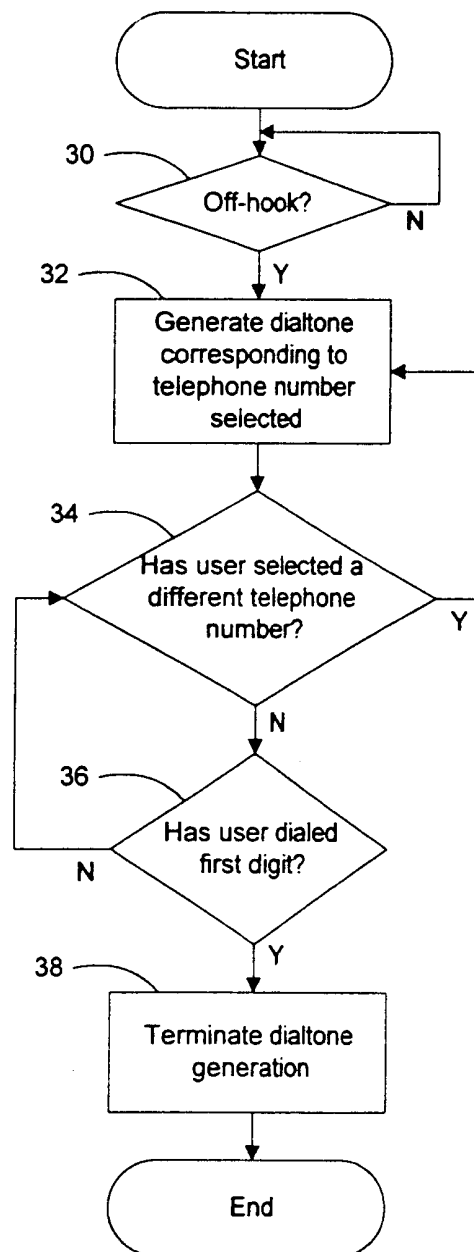 Start
30
Off-hook?
N
Y
32
Generate dialtone
corresponding to
telephone number
selected
34
Has user selected a
different telephone
number?
Y
N
36
Has user dialed
first digit?
N
Y
38
Terminate dialtone
generation
End